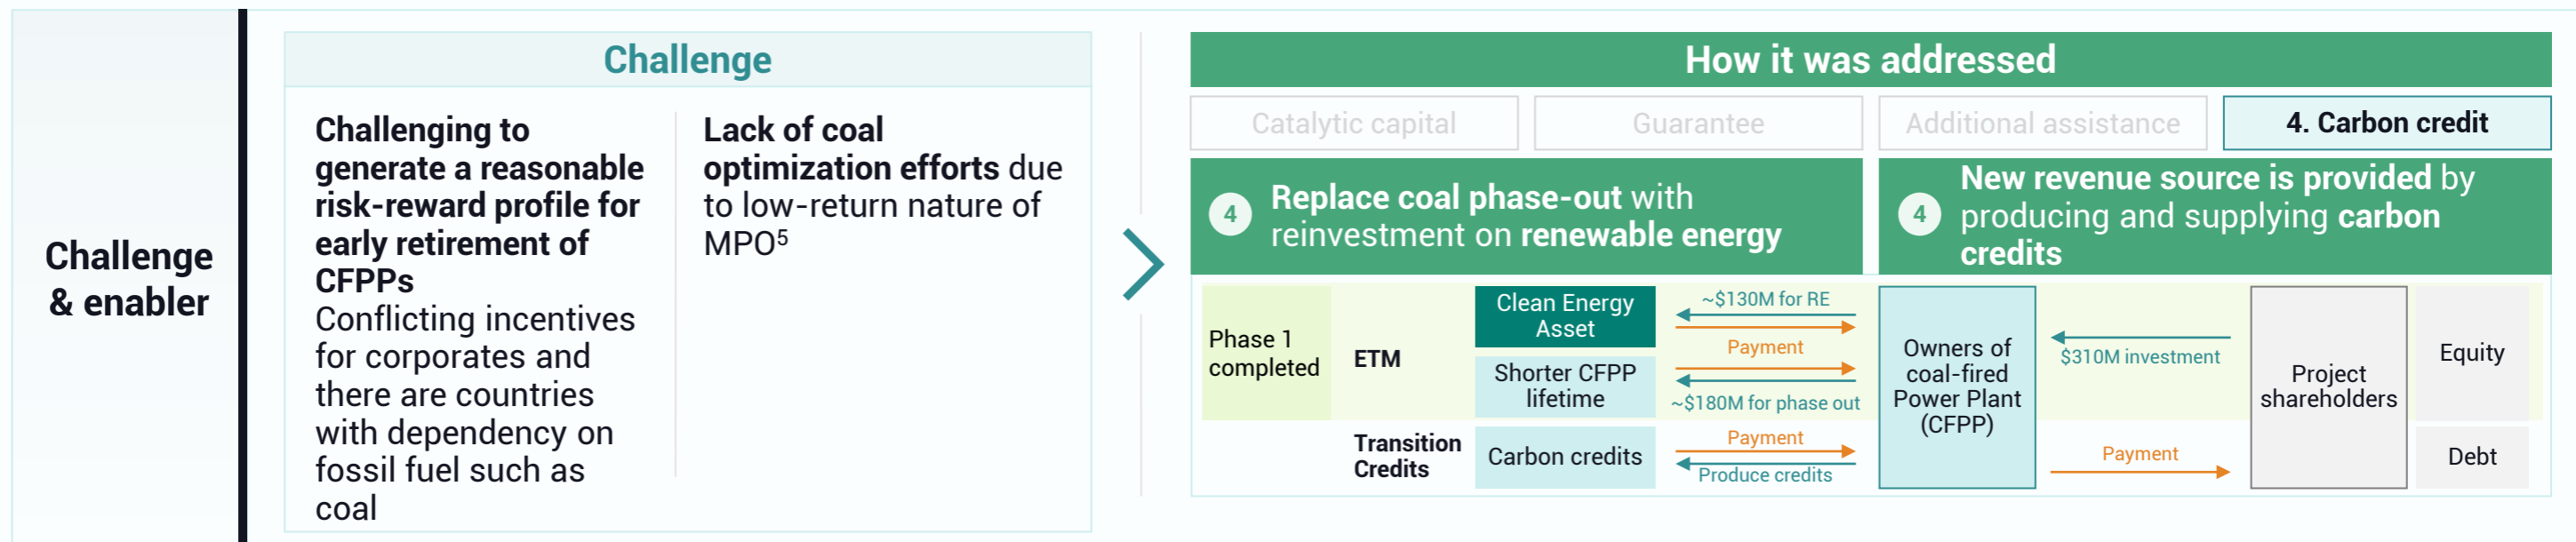 Challenge
& enabler
Challenge
Challenging to
generate a reasonable
risk-reward profile for
early retirement of
CFPPs
Conflicting incentives
for corporates and
there are countries
with dependency on
fossil fuel such as
coal
Lack of coal
optimization efforts due
to low-return nature of
MPO⁵
How it was addressed
Catalytic capital
Guarantee
Additional assistance
4. Carbon credit
4
Replace coal phase-out with
reinvestment on renewable energy
4
New revenue source is provided by
producing and supplying carbon
credits
Phase 1
completed
ETM
Clean Energy
Asset
~$130M for RE
Payment
Shorter CFPP
lifetime
~$180M for phase out
Transition
Credits
Carbon credits
Payment
Produce credits
Owners of
coal-fired
Power Plant
(CFPP)
$310M investment
Payment
Project
shareholders
Equity
Debt